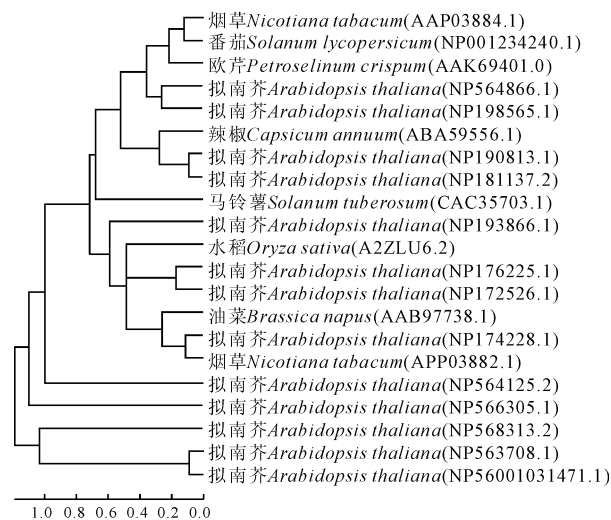 烟草Nicotiana tabacum(AAP03884.1)
番茄Solanum lycopersicum(NP001234240.1)
欧芹Petroselinum crispum(AAK69401.0)
拟南芥Arabidopsis thaliana(NP564866.1)
拟南芥Arabidopsis thaliana(NP198565.1)
辣椒Capsicum annuum(ABA59556.1)
拟南芥Arabidopsis thaliana(NP190813.1)
拟南芥Arabidopsis thaliana(NP181137.2)
马铃薯Solanum tuberosum(CAC35703.1)
拟南芥Arabidopsis thaliana(NP193866.1)
水稻Oryza sativa(A2ZLU6.2)
拟南芥Arabidopsis thaliana(NP176225.1)
拟南芥Arabidopsis thaliana(NP172526.1)
油菜Brassica napus(AAB97738.1)
拟南芥Arabidopsis thaliana(NP174228.1)
烟草Nicotiana tabacum(APP03882.1)
拟南芥Arabidopsis thaliana(NP564125.2)
拟南芥Arabidopsis thaliana(NP566305.1)
拟南芥Arabidopsis thaliana(NP568313.2)
拟南芥Arabidopsis thaliana(NP563708.1)
拟南芥Arabidopsis thaliana(NP56001031471.1)
1.0 0.8 0.6 0.4 0.2 0.0